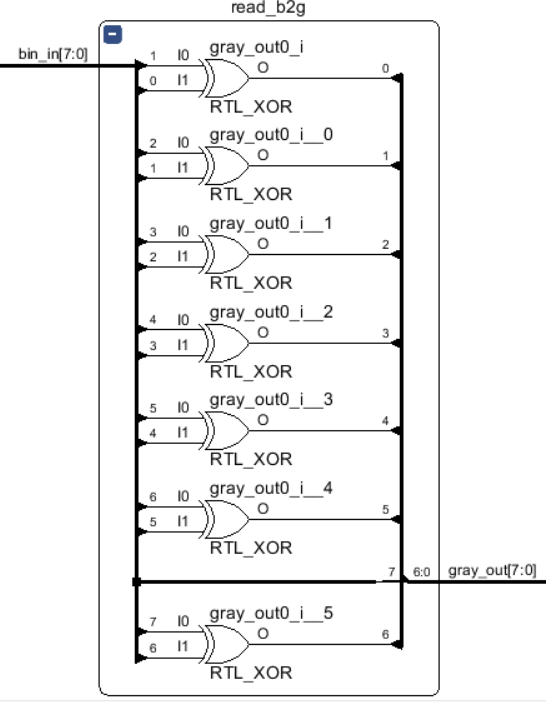 read_b2g
bin_in[7:0]
gray_out0_i
1 I0 O 0
0 I1
RTL_XOR
gray_out0_i__0
2 I0 O 1
1 I1
RTL_XOR
gray_out0_i__1
3 I0 O 2
2 I1
RTL_XOR
gray_out0_i__2
4 I0 O 3
3 I1
RTL_XOR
gray_out0_i__3
5 I0 O 4
4 I1
RTL_XOR
gray_out0_i__4
6 I0 O 5
5 I1
RTL_XOR
7 6:0 gray_out[7:0]
gray_out0_i__5
7 I0 O 6
6 I1
RTL_XOR